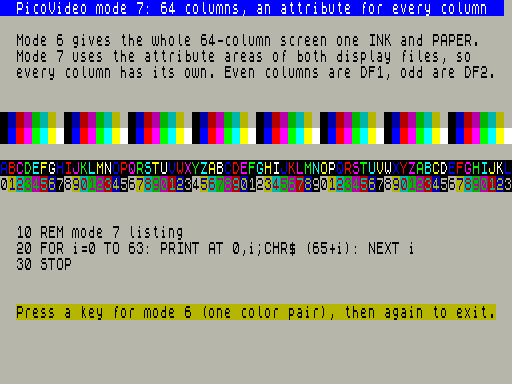 PicoVideo mode 7: 64 columns, an attribute for every column
Mode 6 gives the whole 64-column screen one INK and PAPER.
Mode 7 uses the attribute areas of both display files, so
every column has its own. Even columns are DF1, odd are DF2.
ABCDEFGHIJKLMNOPQRSTUVWXYZABCDEFGHIJKLMNOPQRSTUVWXYZABCDEFGHIJKL
0123456789012345678901234567890123456789012345678901234567890123
10 REM mode 7 listing
20 FOR i=0 TO 63: PRINT AT 0,i;CHR$ (65+i): NEXT i
30 STOP
Press a key for mode 6 (one color pair), then again to exit.